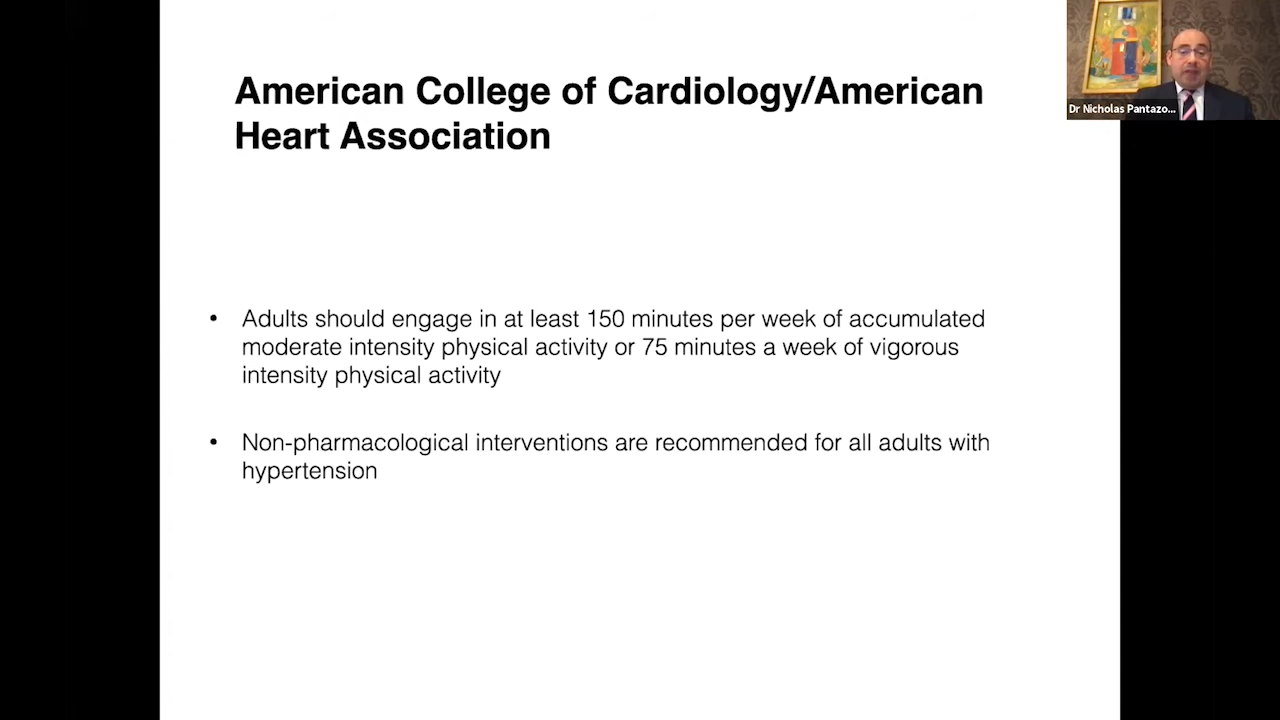 American College of Cardiology/American
Heart Association
Dr Nicholas Pantazo...
• Adults should engage in at least 150 minutes per week of accumulated
moderate intensity physical activity or 75 minutes a week of vigorous
intensity physical activity
• Non-pharmacological interventions are recommended for all adults with
hypertension